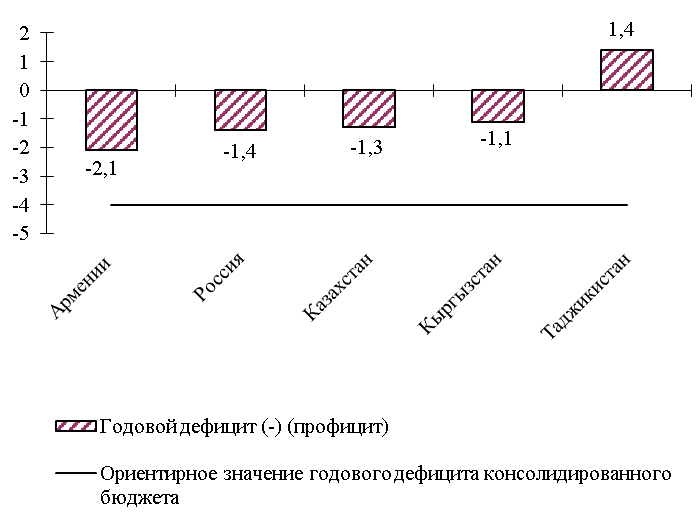 2
1
0
-1
-2
-3
-4
-5
-2,1
-1,4
-1,3
-1,1
1,4
Армении
Россия
Казахстан
Кыргызстан
Таджикистан
Годовой дефицит (-) (профицит)
Ориентирное значение годового дефицита консолидированного
бюджета